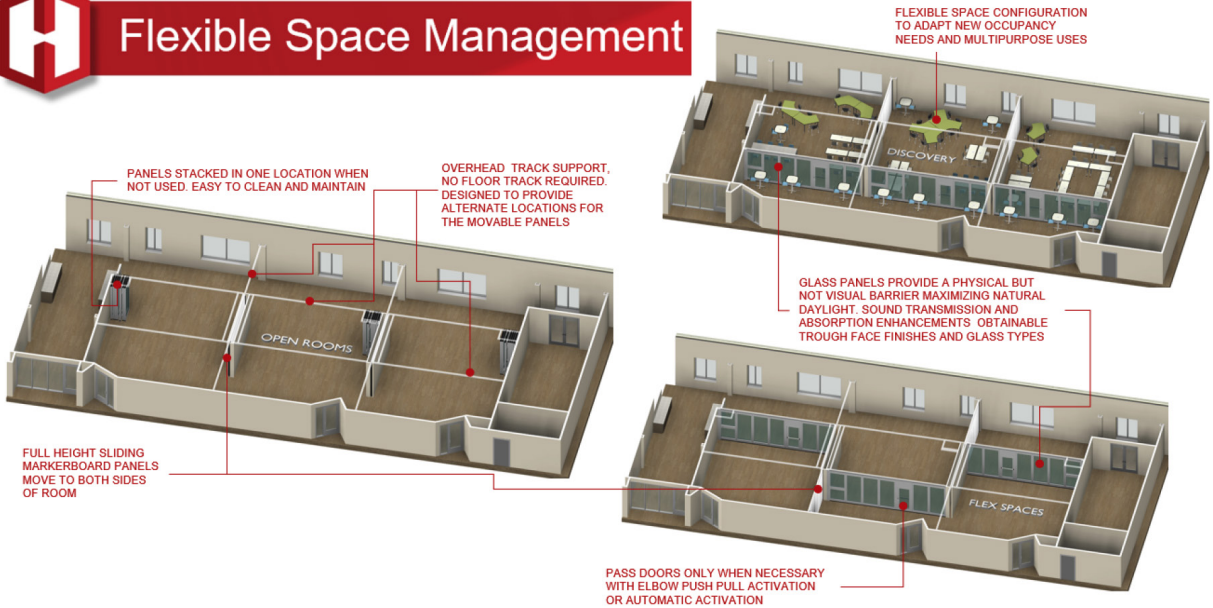 H
Flexible Space Management
FLEXIBLE SPACE CONFIGURATION
TO ADAPT NEW OCCUPANCY
NEEDS AND MULTIPURPOSE USES
DISCOVERY
PANELS STACKED IN ONE LOCATION WHEN
NOT USED. EASY TO CLEAN AND MAINTAIN
OVERHEAD TRACK SUPPORT,
NO FLOOR TRACK REQUIRED.
DESIGNED TO PROVIDE
ALTERNATE LOCATIONS FOR
THE MOVABLE PANELS
OPEN ROOMS
GLASS PANELS PROVIDE A PHYSICAL BUT
NOT VISUAL BARRIER MAXIMIZING NATURAL
DAYLIGHT. SOUND TRANSMISSION AND
ABSORPTION ENHANCEMENTS OBTAINABLE
TROUGH FACE FINISHES AND GLASS TYPES
FULL HEIGHT SLIDING
MARKERBOARD PANELS
MOVE TO BOTH SIDES
OF ROOM
FLEX SPACES
PASS DOORS ONLY WHEN NECESSARY
WITH ELBOW PUSH PULL ACTIVATION
OR AUTOMATIC ACTIVATION